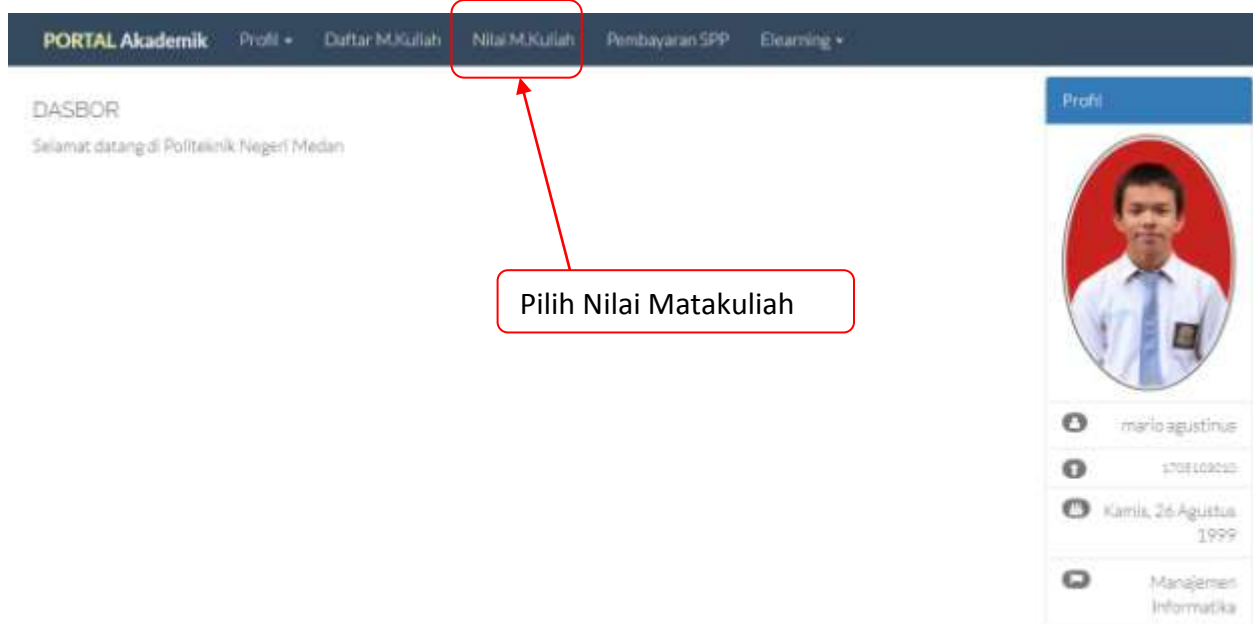 PORTAL Akademik Profil Daftar M.Kuliah Nilai M.Kuliah Pembayaran SPP Elearning
DASBOR
Selamat datang di Politeknik Negeri Medan
Pilih Nilai Matakuliah
Profil
mario agustinus
Kamis, 26 Agustus
1999
Manajemen
Informatika